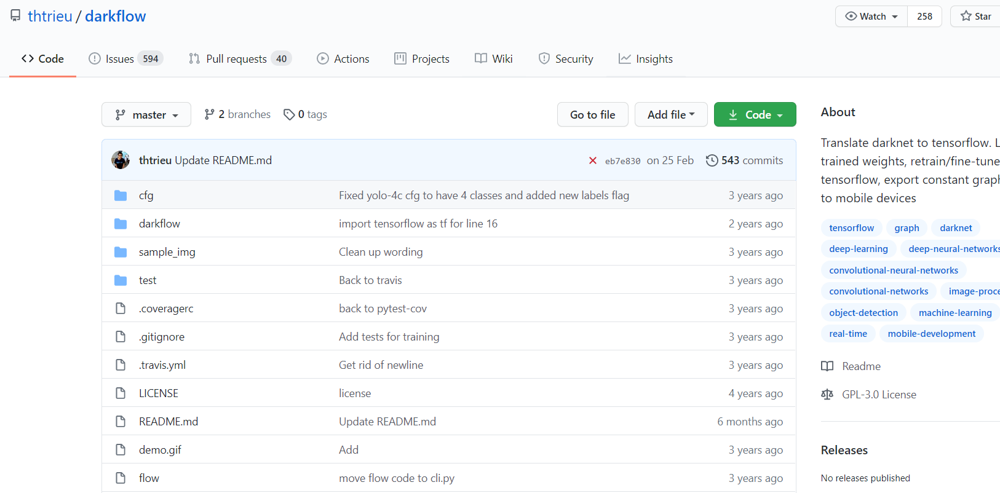 thtrieu / darkflow
Watch 258 Star
Code Issues 594 Pull requests 40 Actions Projects Wiki Security Insights
master 2 branches 0 tags Go to file Add file Code
thtrieu Update README.md eb7e830 on 25 Feb 543 commits
cfg Fixed yolo-4c cfg to have 4 classes and added new labels flag 3 years ago
darkflow import tensorflow as tf for line 16 2 years ago
sample_img Clean up wording 3 years ago
test Back to travis 3 years ago
.coveragerc back to pytest-cov 3 years ago
.gitignore Add tests for training 3 years ago
.travis.yml Get rid of newline 3 years ago
LICENSE license 4 years ago
README.md Update README.md 6 months ago
demo.gif Add 3 years ago
flow move flow code to cli.py 3 years ago
About
Translate darknet to tensorflow. L
trained weights, retrain/fine-tune
tensorflow, export constant graph
to mobile devices
tensorflow graph darknet
deep-learning deep-neural-networks
convolutional-neural-networks
convolutional-networks image-proce
object-detection machine-learning
real-time mobile-development
Readme
GPL-3.0 License
Releases
No releases published